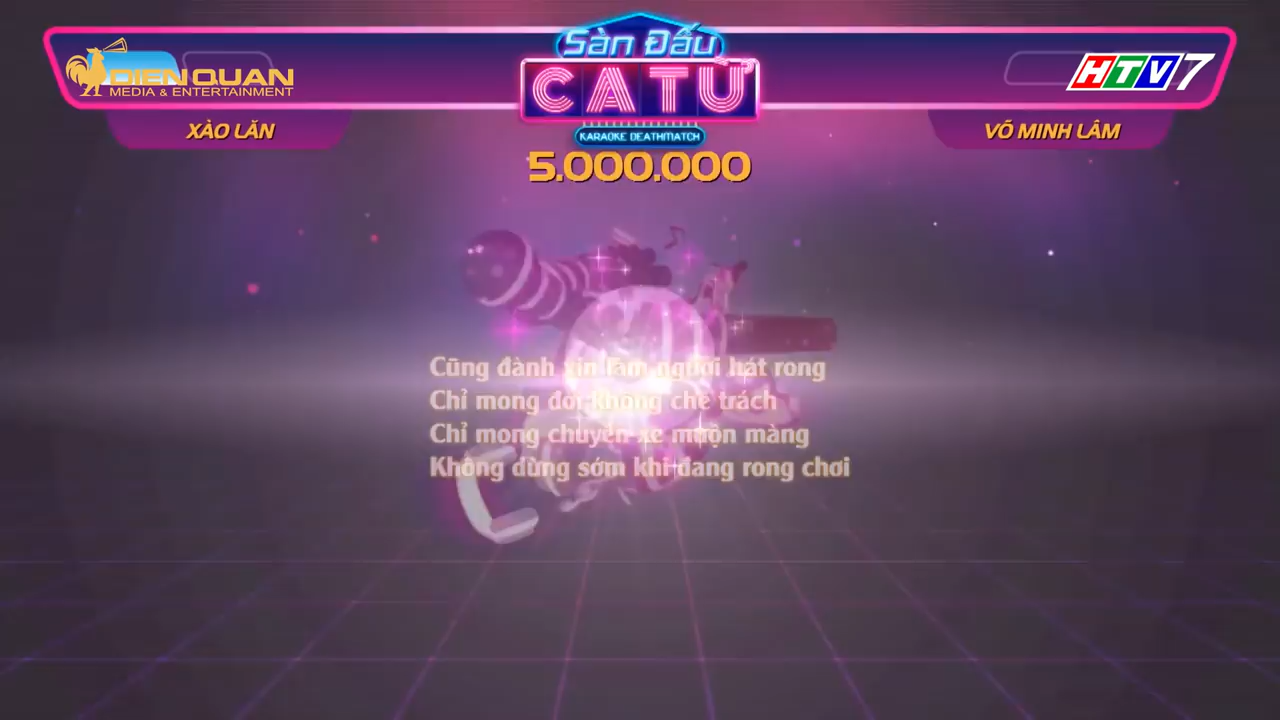 Sàn Đấu
CA TỪ
KARAOKE DEATHMATCH
ĐIỀN QUÂN
MEDIA & ENTERTAINMENT
HTV7
XÀO LĂN
VÕ MINH LÂM
5.000.000
Cũng đành xin làm người hát rong
Chỉ mong đời không chê trách
Chỉ mong chuyến xe muộn màng
Không dừng sớm khi đang rong chơi